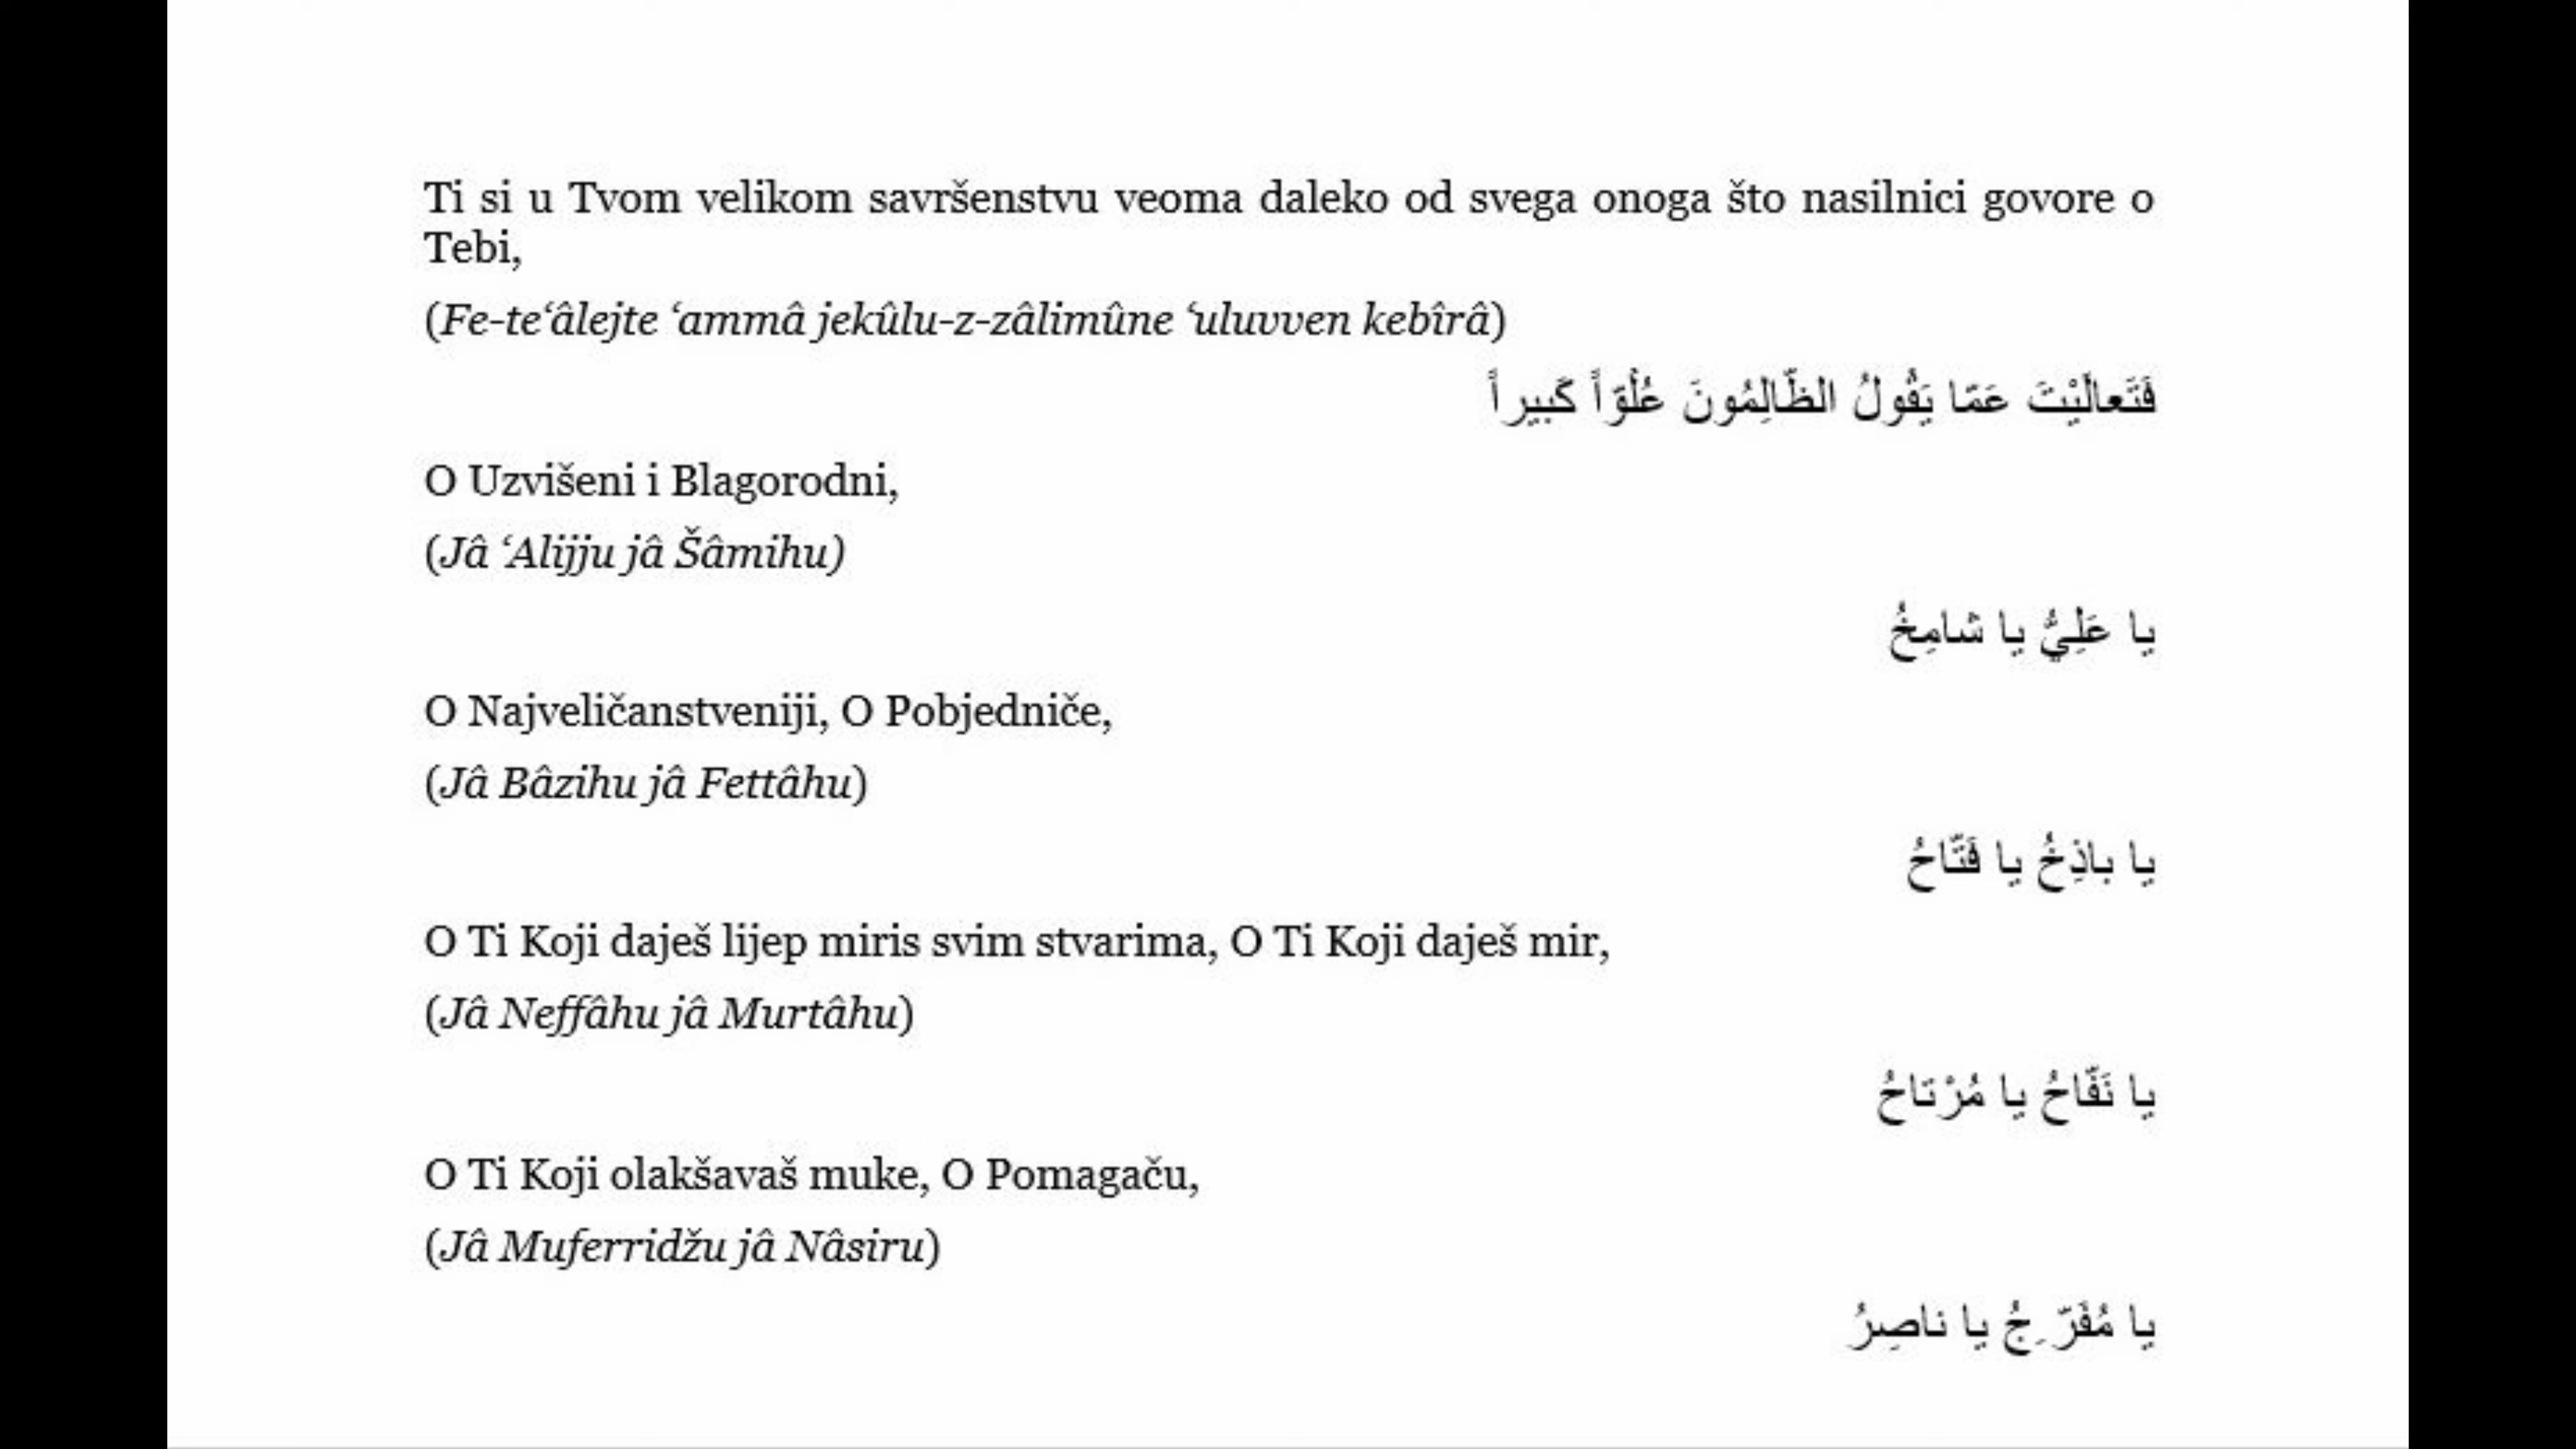 Ti si u Tvom velikom savršenstvu veoma daleko od svega onoga što nasilnici govore o
Tebi,
(Fe-te‘âlejte ‘ammâ jekûlu-z-zâlimûne ‘uluvven kebîrâ)
فَتَعالَيْتَ عَمّا يَقُولُ الظّالِمُونَ عُلُوّاً كَبيراً
O Uzvišeni i Blagorodni,
(Jâ ‘Alijju jâ Šâmihu)
يا عَلِيُّ يا شامِخُ
O Najveličanstveniji, O Pobjedniče,
(Jâ Bâzihu jâ Fettâhu)
يا باذِخُ يا فَتّاحُ
O Ti Koji daješ lijep miris svim stvarima, O Ti Koji daješ mir,
(Jâ Neffâhu jâ Murtâhu)
يا نَفّاحُ يا مُرْتاحُ
O Ti Koji olakšavaš muke, O Pomagaču,
(Jâ Muferridžu jâ Nâsiru)
يا مُفَرِّجُ يا ناصِرُ